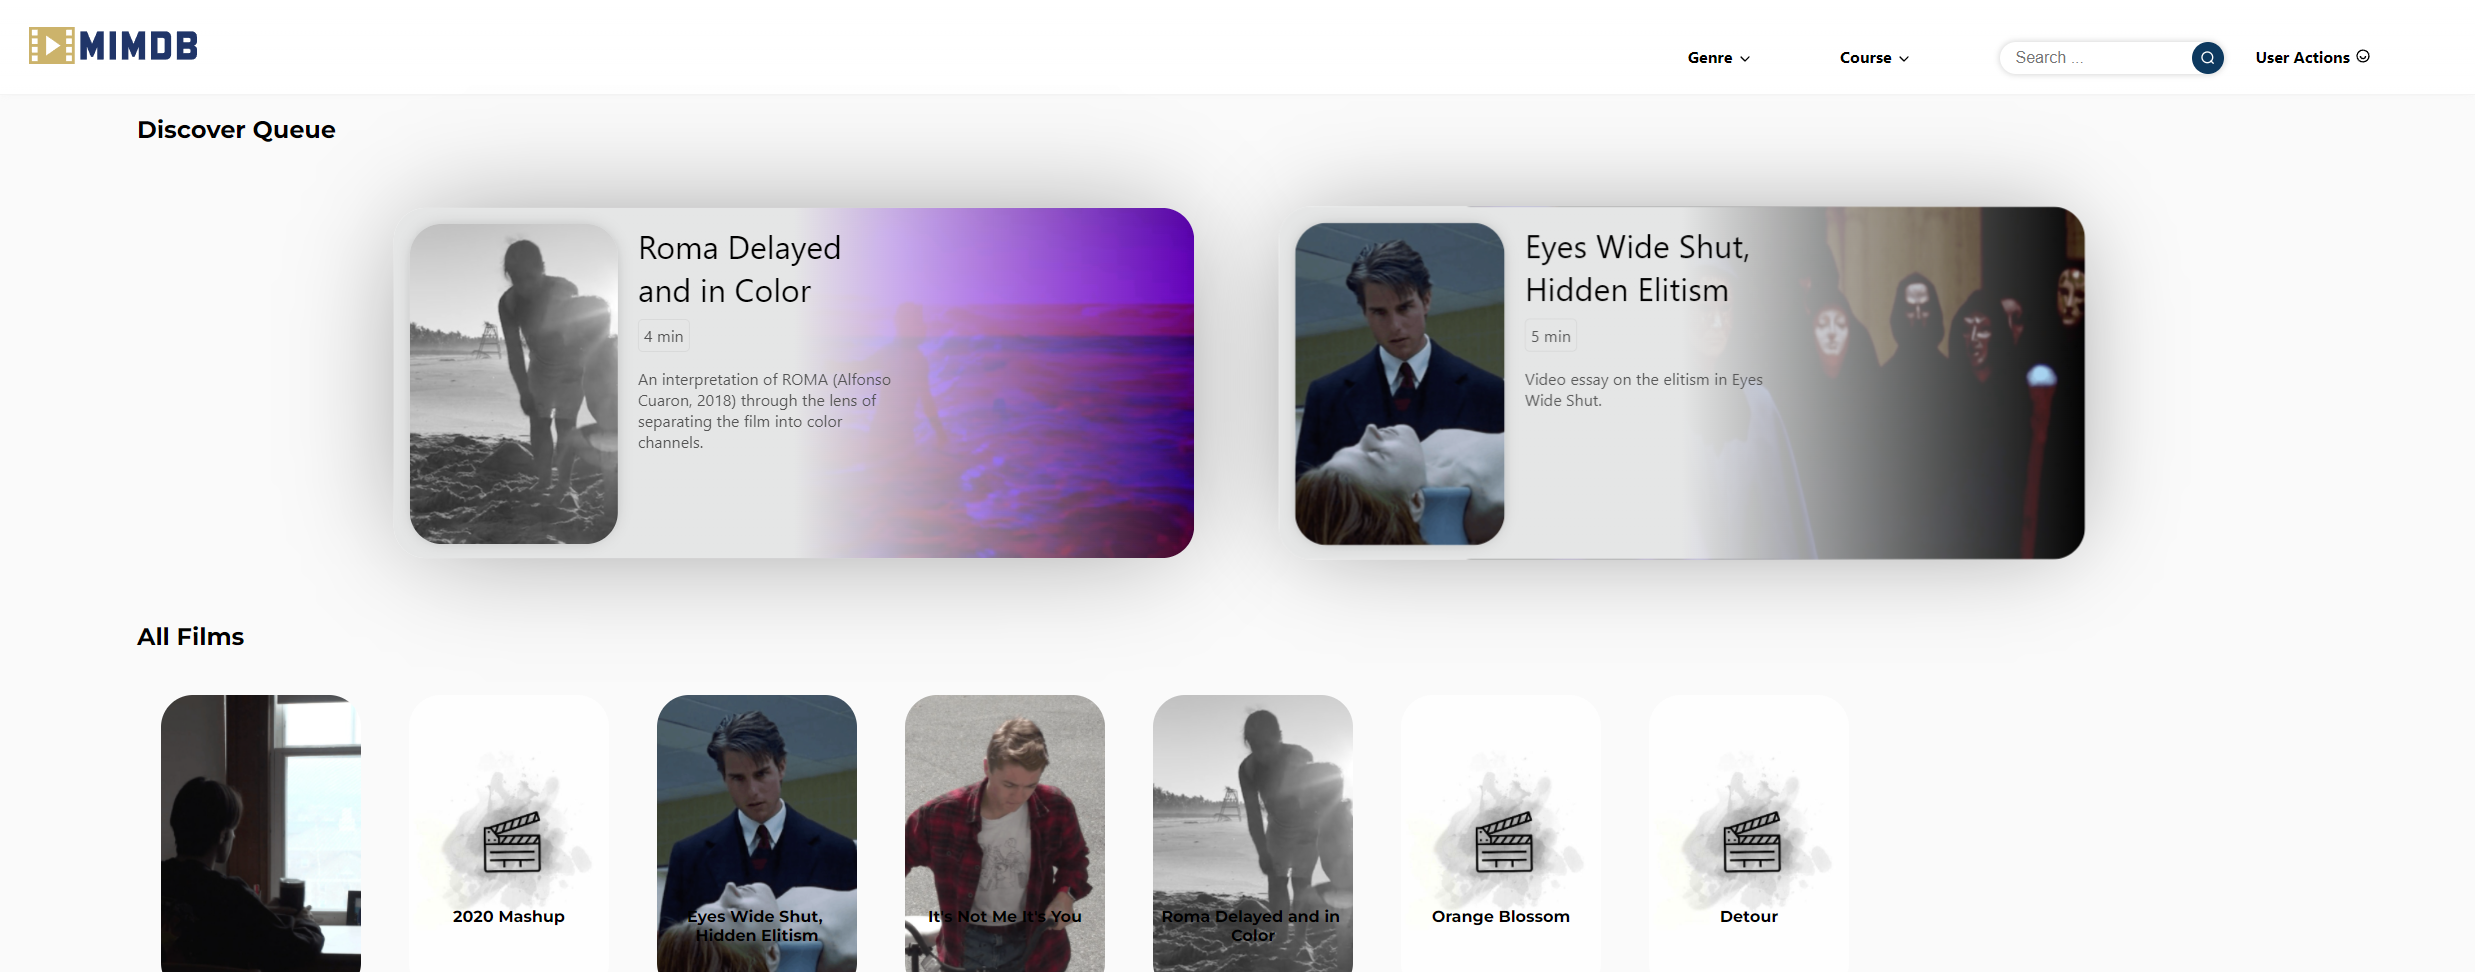 MIMDB
Genre
Course
Search ...
User Actions
Discover Queue
Roma Delayed
and in Color
4 min
An interpretation of ROMA (Alfonso
Cuaron, 2018) through the lens of
separating the film into color
channels.
Eyes Wide Shut,
Hidden Elitism
5 min
Video essay on the elitism in Eyes
Wide Shut.
All Films
2020 Mashup
Eyes Wide Shut,
Hidden Elitism
It's Not Me It's You
Roma Delayed and in
Color
Orange Blossom
Detour